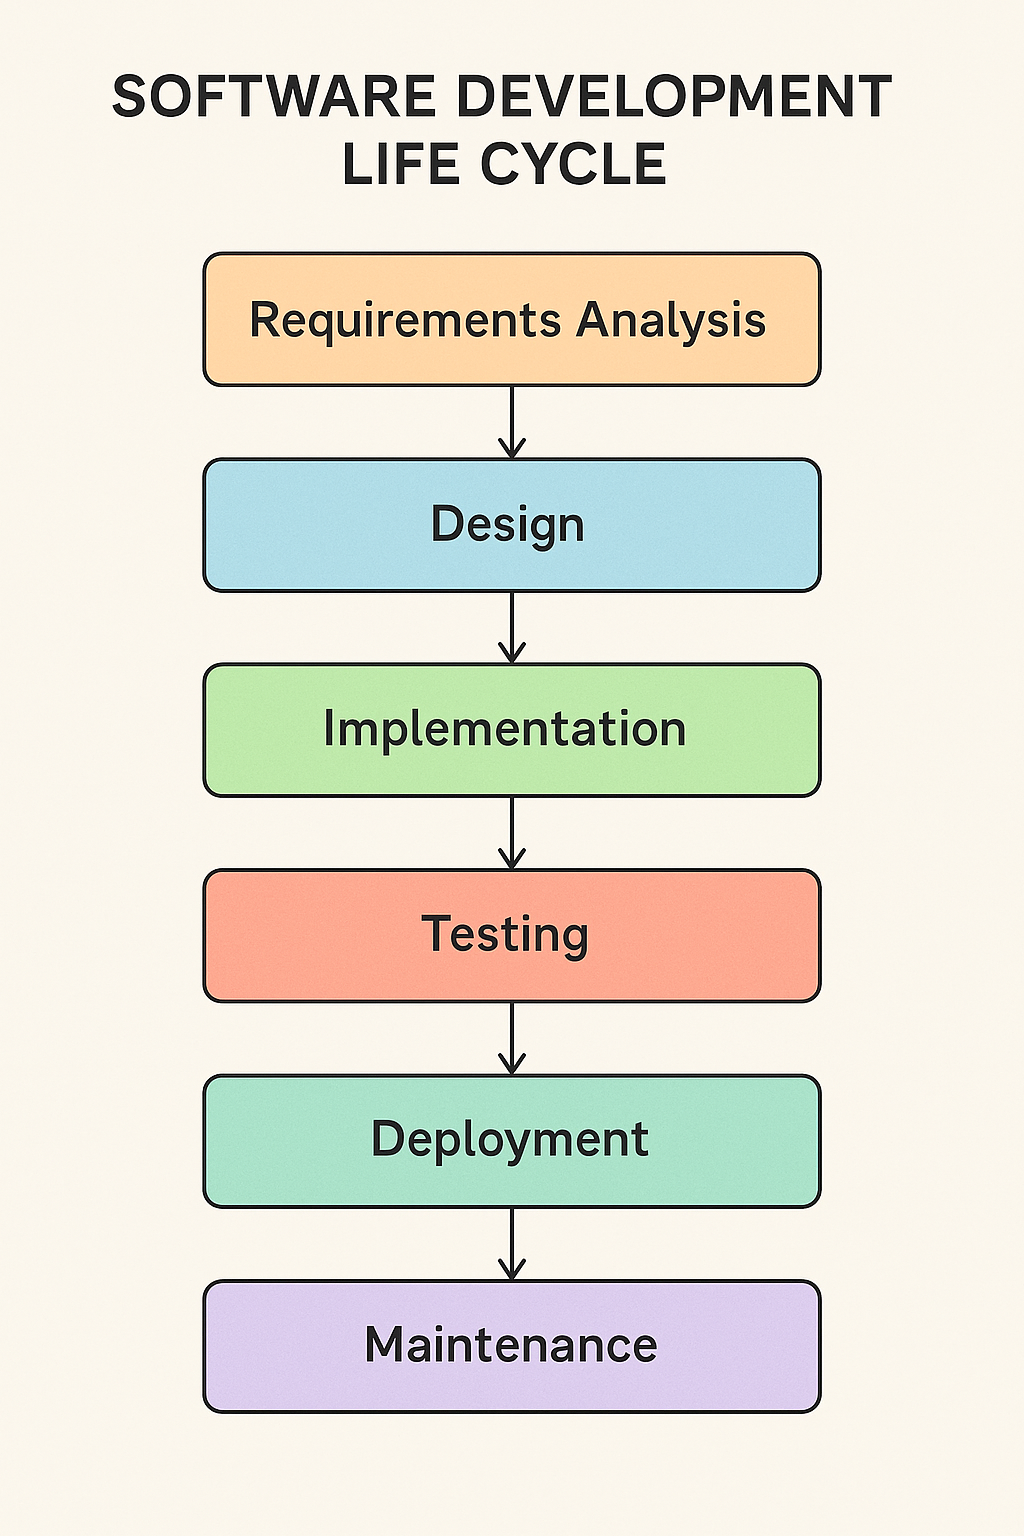 SOFTWARE DEVELOPMENT
LIFE CYCLE
Requirements Analysis
Design
Implementation
Testing
Deployment
Maintenance